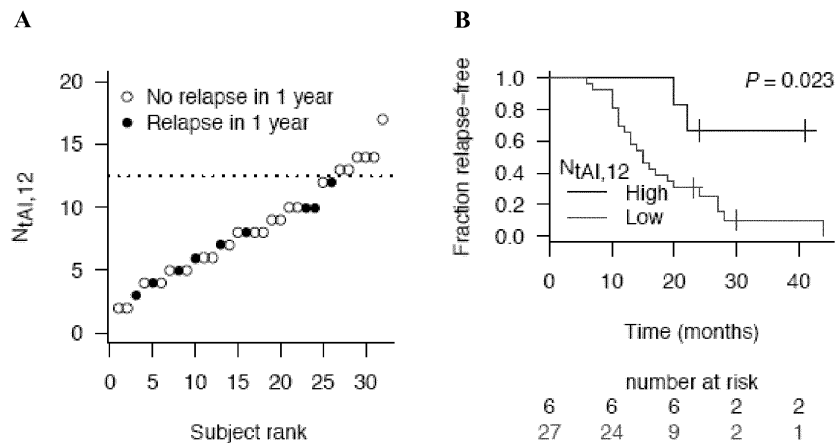 A
20
15
10
5
0
N_tAI,12
No relapse in 1 year
Relapse in 1 year
0 5 10 15 20 25 30
Subject rank
B
1.0
0.8
0.6
0.4
0.2
0.0
Fraction relapse-free
P = 0.023
N_tAI,12
High
Low
0 10 20 30 40
Time (months)
number at risk
6 6 6 2 2
27 24 9 2 1